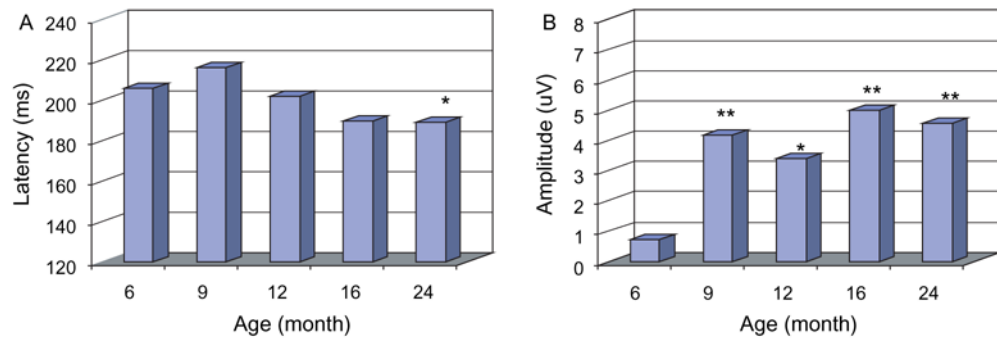 A
Latency (ms)
240
220
200
180
160
140
120
*
6 9 12 16 24
Age (month)
B
Amplitude (uV)
8
7
6
5
4
3
2
1
0
**
*
**
**
6 9 12 16 24
Age (month)